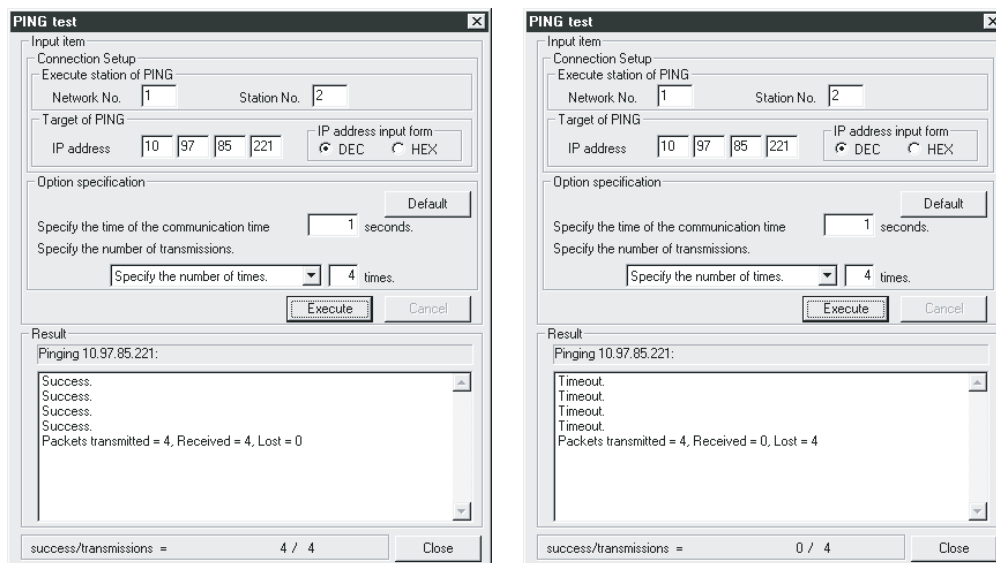 PING test
Input item
Connection Setup
Execute station of PING
Network No. 1 Station No. 2
Target of PING
IP address 10 97 85 221
IP address input form
DEC HEX
Option specification
Default
Specify the time of the communication time 1 seconds.
Specify the number of transmissions.
Specify the number of times. 4 times.
Execute Cancel
Result
Pinging 10.97.85.221:
Success.
Success.
Success.
Success.
Packets transmitted = 4, Received = 4, Lost = 0
success/transmissions = 4 / 4
Close
PING test
Input item
Connection Setup
Execute station of PING
Network No. 1 Station No. 2
Target of PING
IP address 10 97 85 221
IP address input form
DEC HEX
Option specification
Default
Specify the time of the communication time 1 seconds.
Specify the number of transmissions.
Specify the number of times. 4 times.
Execute Cancel
Result
Pinging 10.97.85.221:
Timeout.
Timeout.
Timeout.
Timeout.
Packets transmitted = 4, Received = 0, Lost = 4
success/transmissions = 0 / 4
Close